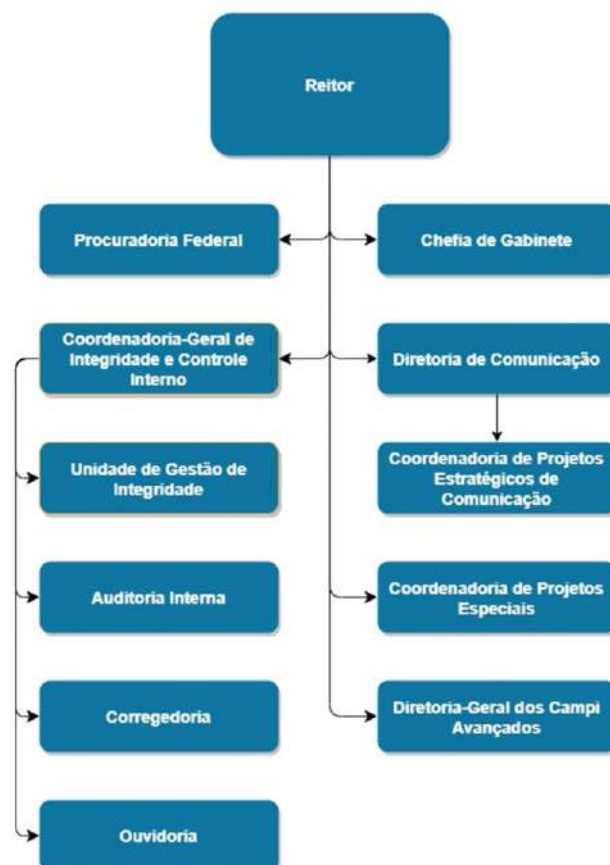 Reitor
Procuradoria Federal
Chefia de Gabinete
Coordenadoria-Geral de
Integridade e Controle
Interno
Diretoria de Comunicação
Unidade de Gestão de
Integridade
Coordenadoria de Projetos
Estratégicos de
Comunicação
Auditoria Interna
Coordenadoria de Projetos
Especiais
Corregedoria
Diretoria-Geral dos Campi
Avançados
Ouvidoria